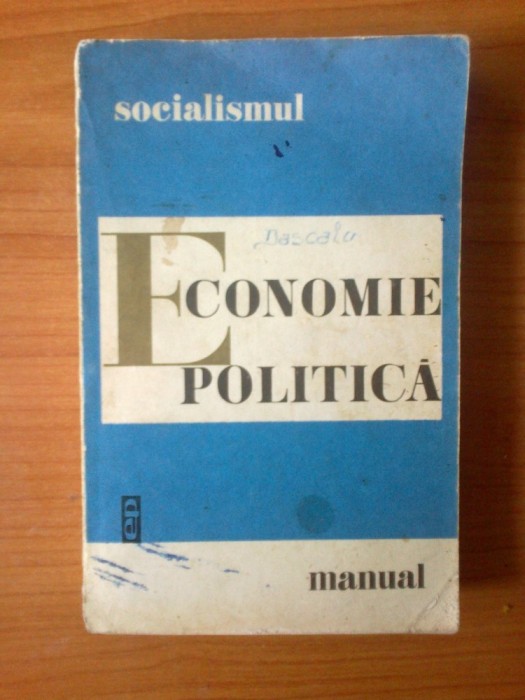 socialismul
Dascalu
ECONOMIE
POLITICĂ
ep
manual